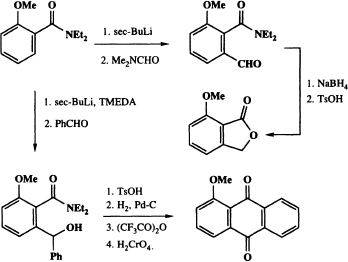 OMe O
NEt₂
1. sec-BuLi
2. Me₂NCHO
OMe O
NEt₂
CHO
1. NaBH₄
2. TsOH
MeO O
O
1. sec-BuLi, TMEDA
2. PhCHO
OMe O
NEt₂
OH
Ph
1. TsOH
2. H₂, Pd-C
3. (CF₃CO)₂O
4. H₂CrO₄.
OMe O
O